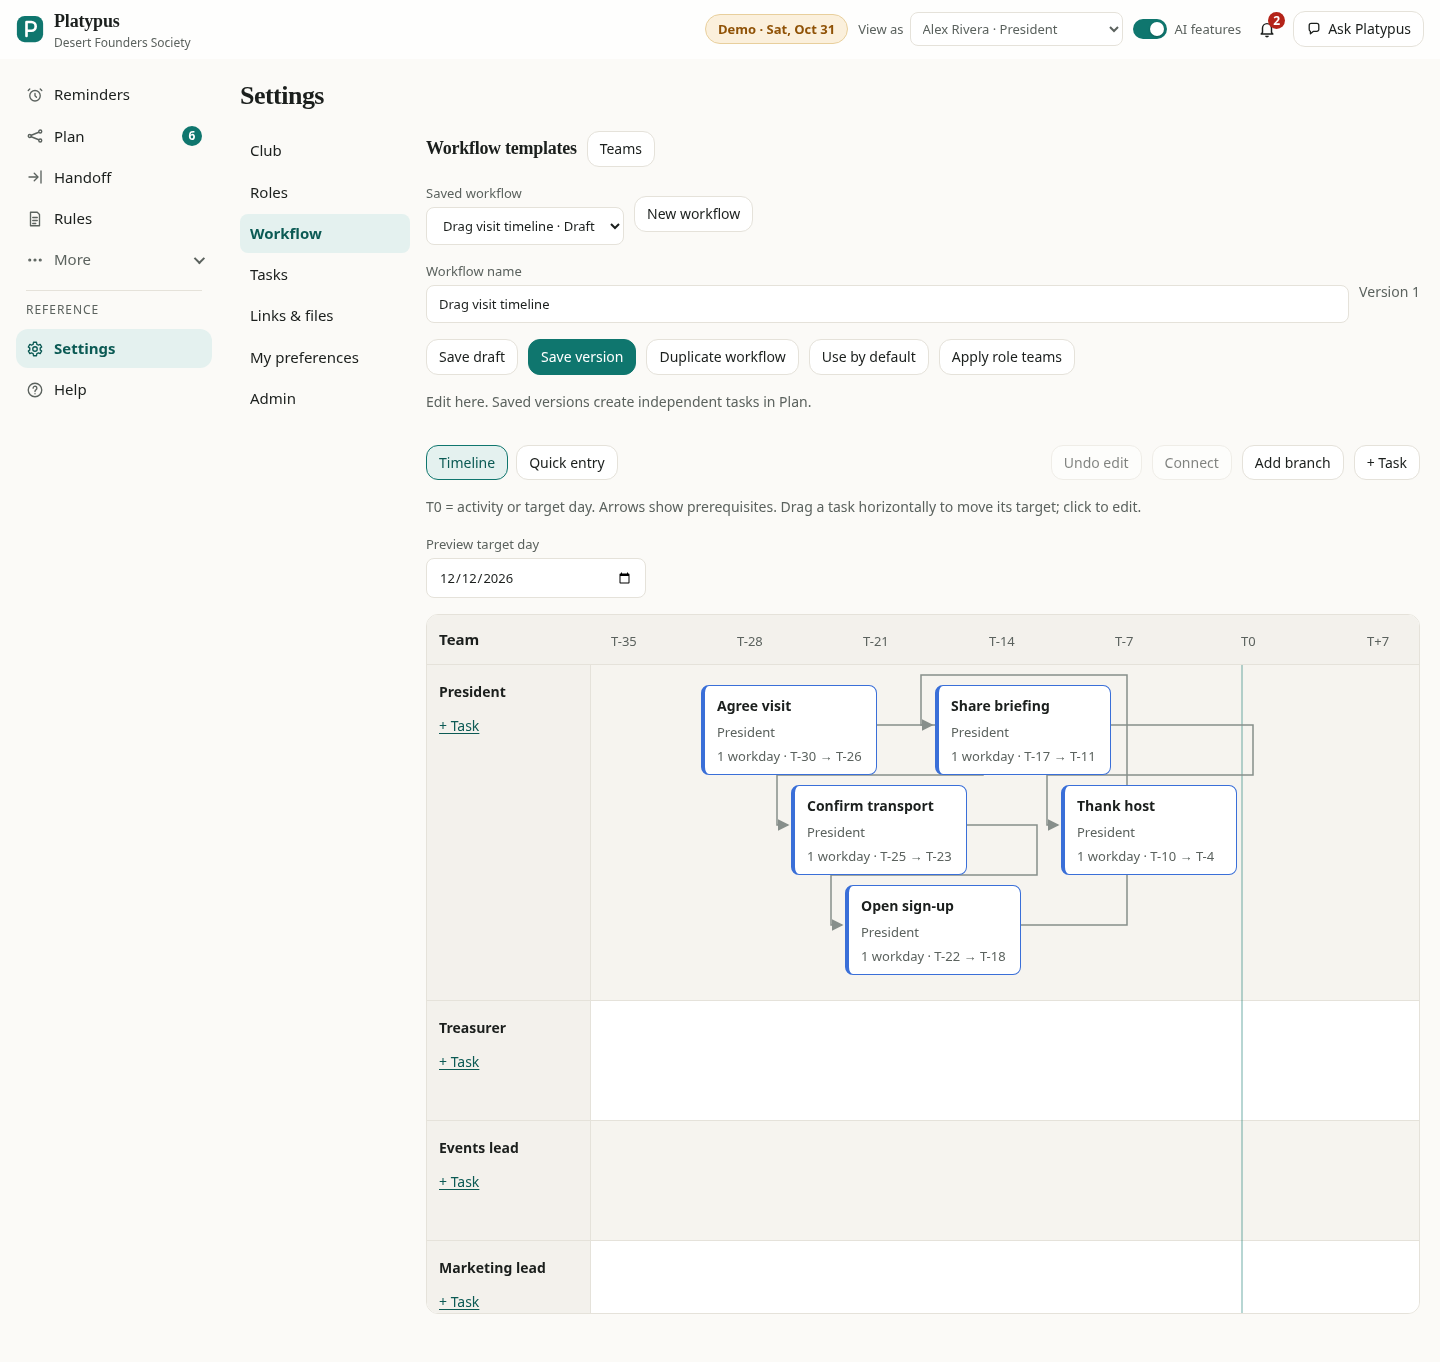 Platypus
Desert Founders Society
Demo · Sat, Oct 31
View as
Alex Rivera · President
AI features
2
Ask Platypus
Reminders
Plan
6
Handoff
Rules
More
REFERENCE
Settings
Help
Settings
Club
Roles
Workflow
Tasks
Links & files
My preferences
Admin
Workflow templates
Teams
Saved workflow
Drag visit timeline · Draft
New workflow
Workflow name
Drag visit timeline
Version 1
Save draft
Save version
Duplicate workflow
Use by default
Apply role teams
Edit here. Saved versions create independent tasks in Plan.
Timeline
Quick entry
Undo edit
Connect
Add branch
+ Task
T0 = activity or target day. Arrows show prerequisites. Drag a task horizontally to move its target; click to edit.
Preview target day
12/12/2026
Team
T-35
T-28
T-21
T-14
T-7
T0
T+7
President
+ Task
Agree visit
President
1 workday · T-30 → T-26
Share briefing
President
1 workday · T-17 → T-11
Confirm transport
President
1 workday · T-25 → T-23
Thank host
President
1 workday · T-10 → T-4
Open sign-up
President
1 workday · T-22 → T-18
Treasurer
+ Task
Events lead
+ Task
Marketing lead
+ Task